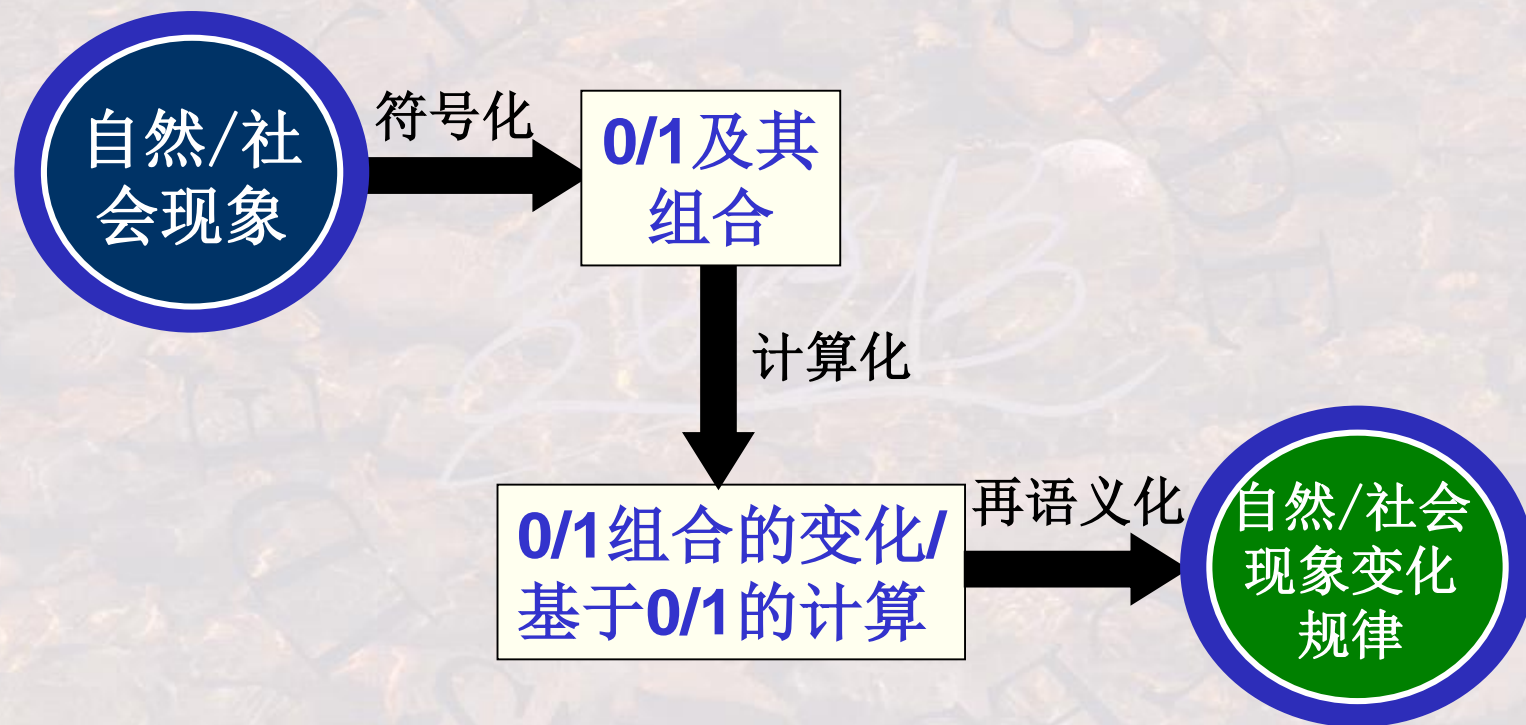 自然/社
会现象
符号化
0/1及其
组合
计算化
0/1组合的变化/
基于0/1的计算
再语义化
自然/社会
现象变化
规律